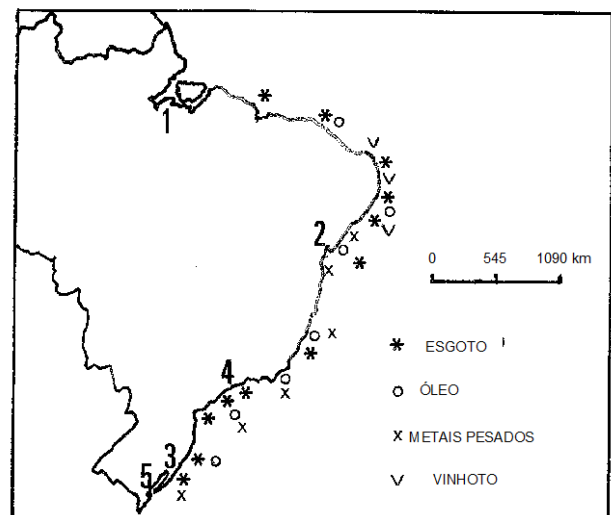 1
2
0 545 1090 km
ESGOTO
ÓLEO
4
METAIS PESADOS
3
5
VINHOTO